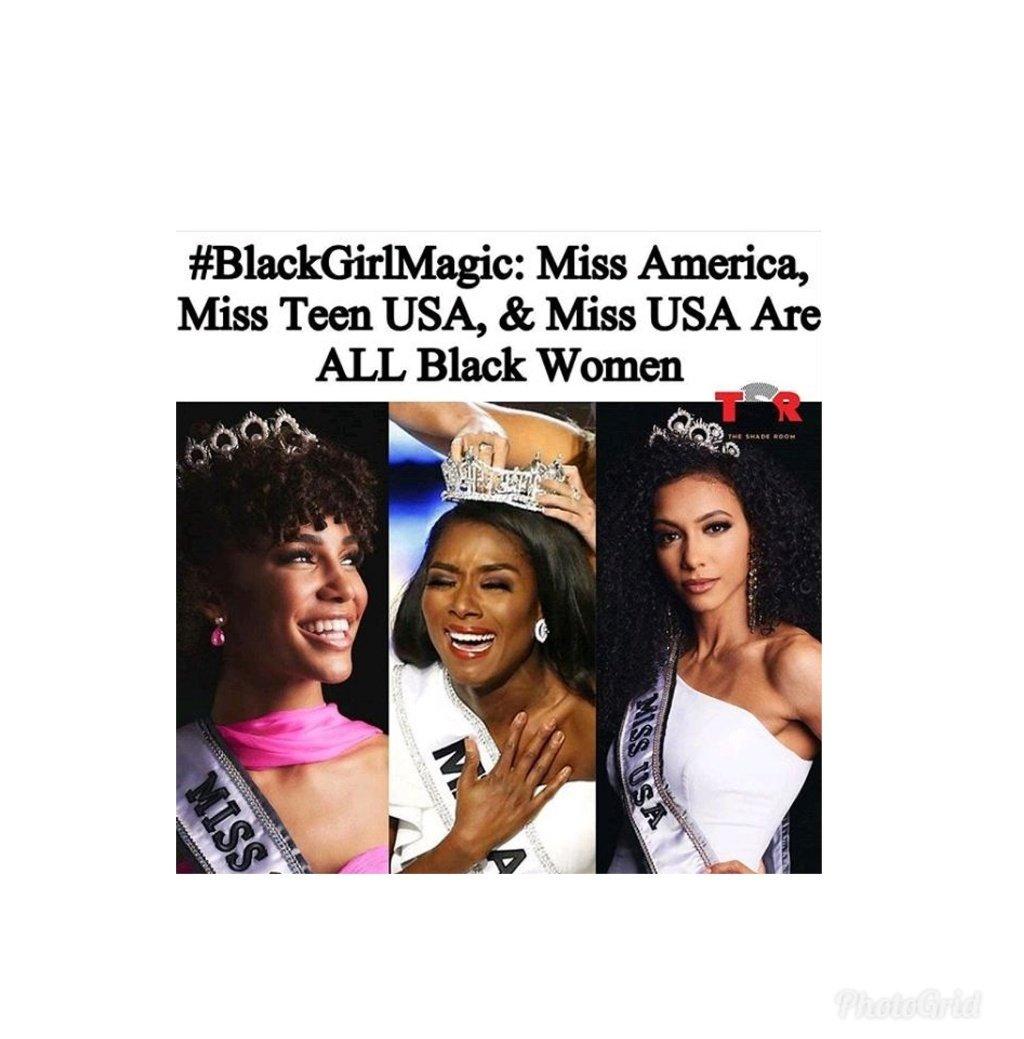 #BlackGirlMagic: Miss America,
Miss Teen USA, & Miss USA Are
ALL Black Women
TSR
THE SHADE ROOM
MISS
MISS USA
PhotoGrid